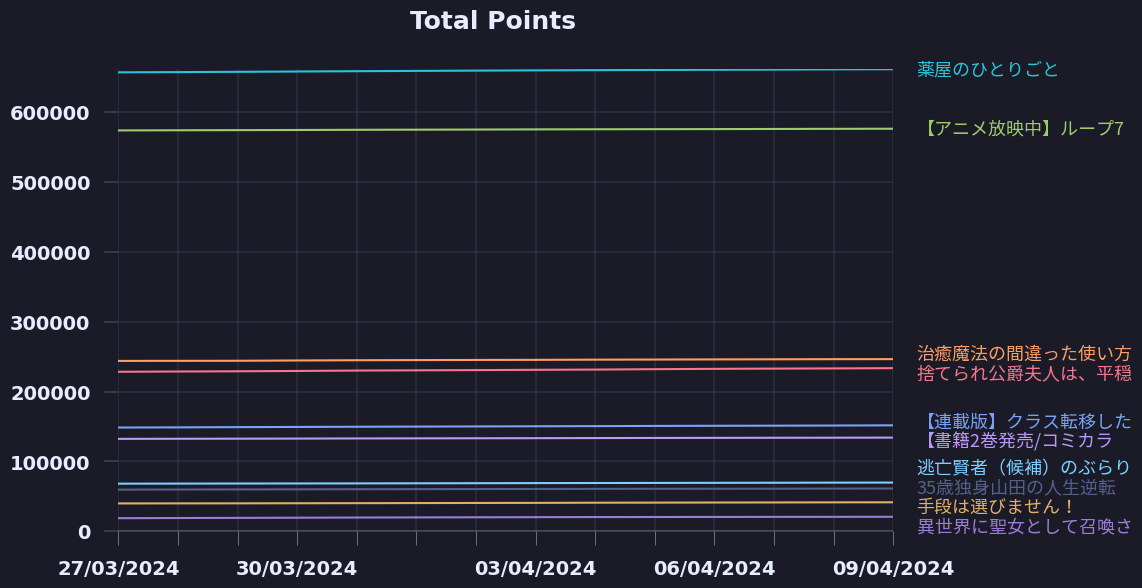 Total Points
薬屋のひとりごと
600000
【アニメ放映中】ループ7
500000
400000
300000
治癒魔法の間違った使い方
捨てられ公爵夫人は、平穏
200000
【連載版】クラス転移した
【書籍2巻発売/コミカラ
100000
逃亡賢者（候補）のぶらり
35歳独身山田の人生逆転
手段は選びません！
異世界に聖女として召喚さ
0
27/03/2024
30/03/2024
03/04/2024
06/04/2024
09/04/2024